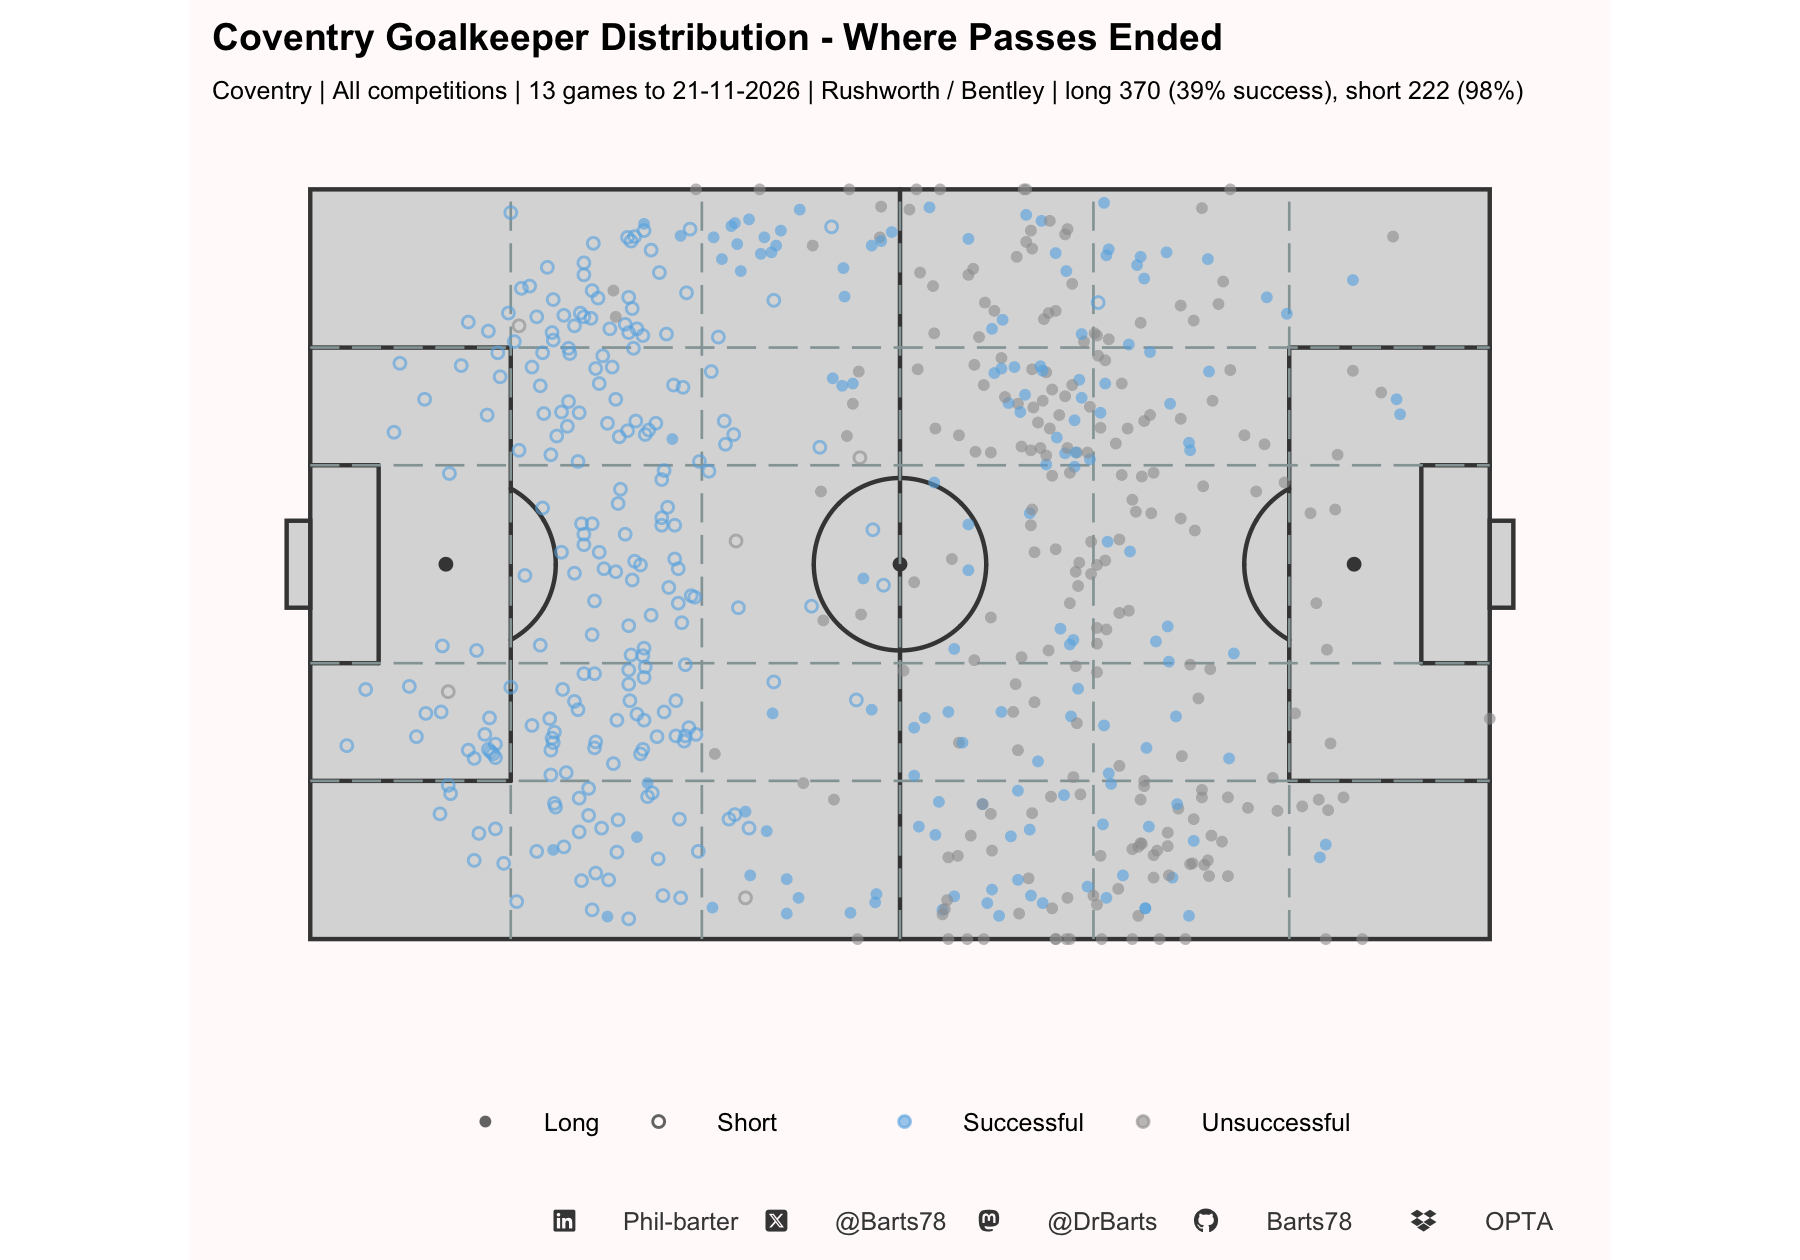 Coventry Goalkeeper Distribution - Where Passes Ended
Coventry | All competitions | 13 games to 21-11-2026 | Rushworth / Bentley | long 370 (39% success), short 222 (98%)
Long Short Successful Unsuccessful
Phil-barter @Barts78 @DrBarts Barts78 OPTA